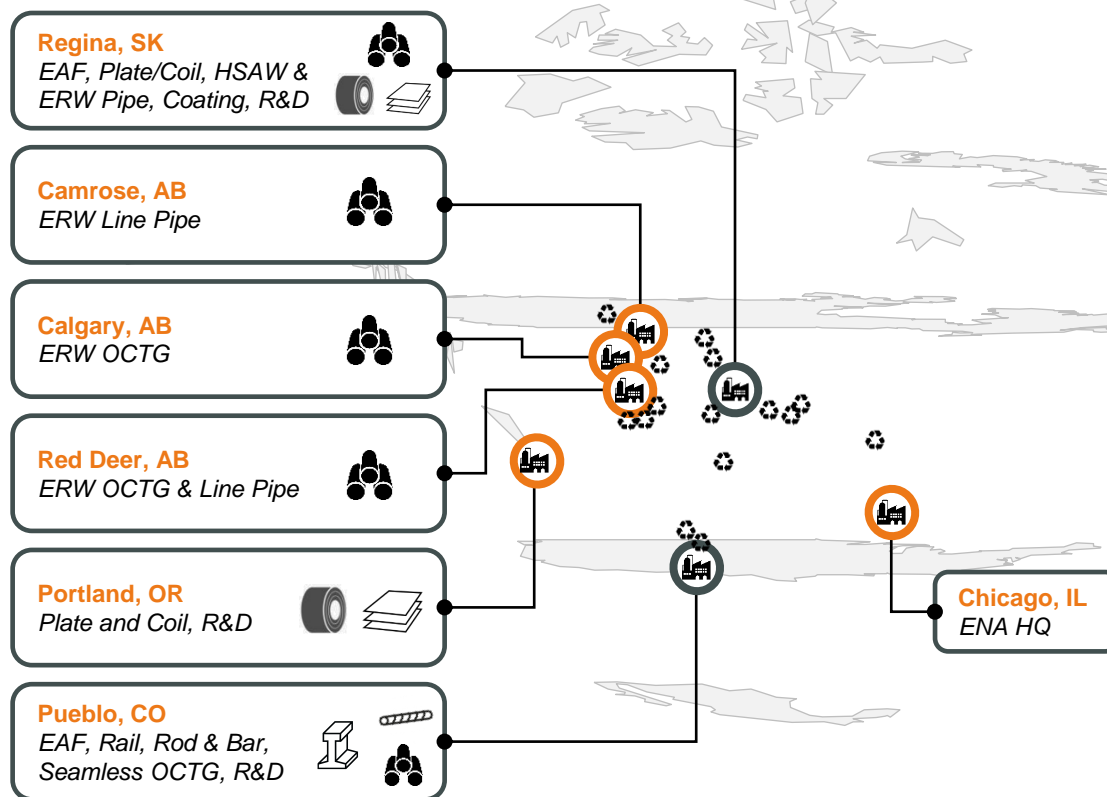 Regina, SK
EAF, Plate/Coil, HSAW &
ERW Pipe, Coating, R&D
Camrose, AB
ERW Line Pipe
Calgary, AB
ERW OCTG
Red Deer, AB
ERW OCTG & Line Pipe
Portland, OR
Plate and Coil, R&D
Pueblo, CO
EAF, Rail, Rod & Bar,
Seamless OCTG, R&D
Chicago, IL
ENA HQ